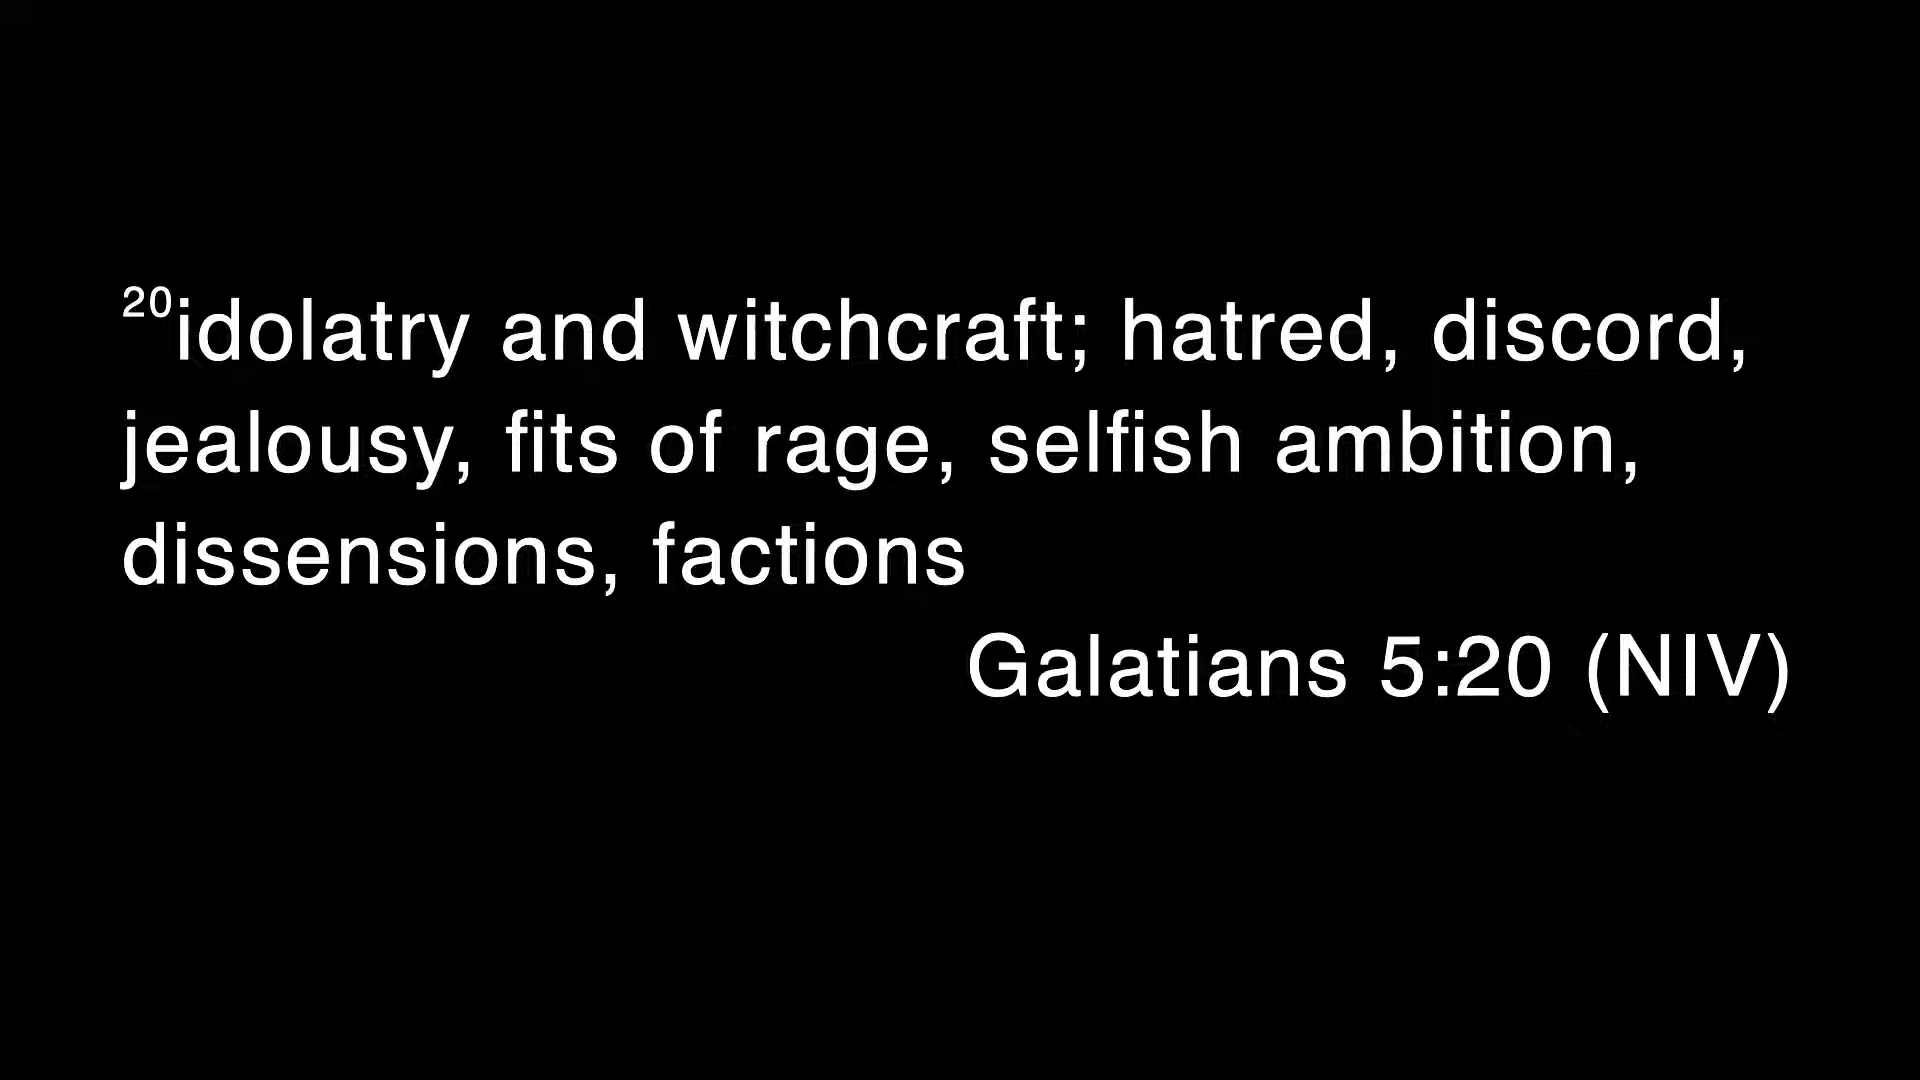 20idolatry and witchcraft; hatred, discord,
jealousy, fits of rage, selfish ambition,
dissensions, factions
Galatians 5:20 (NIV)